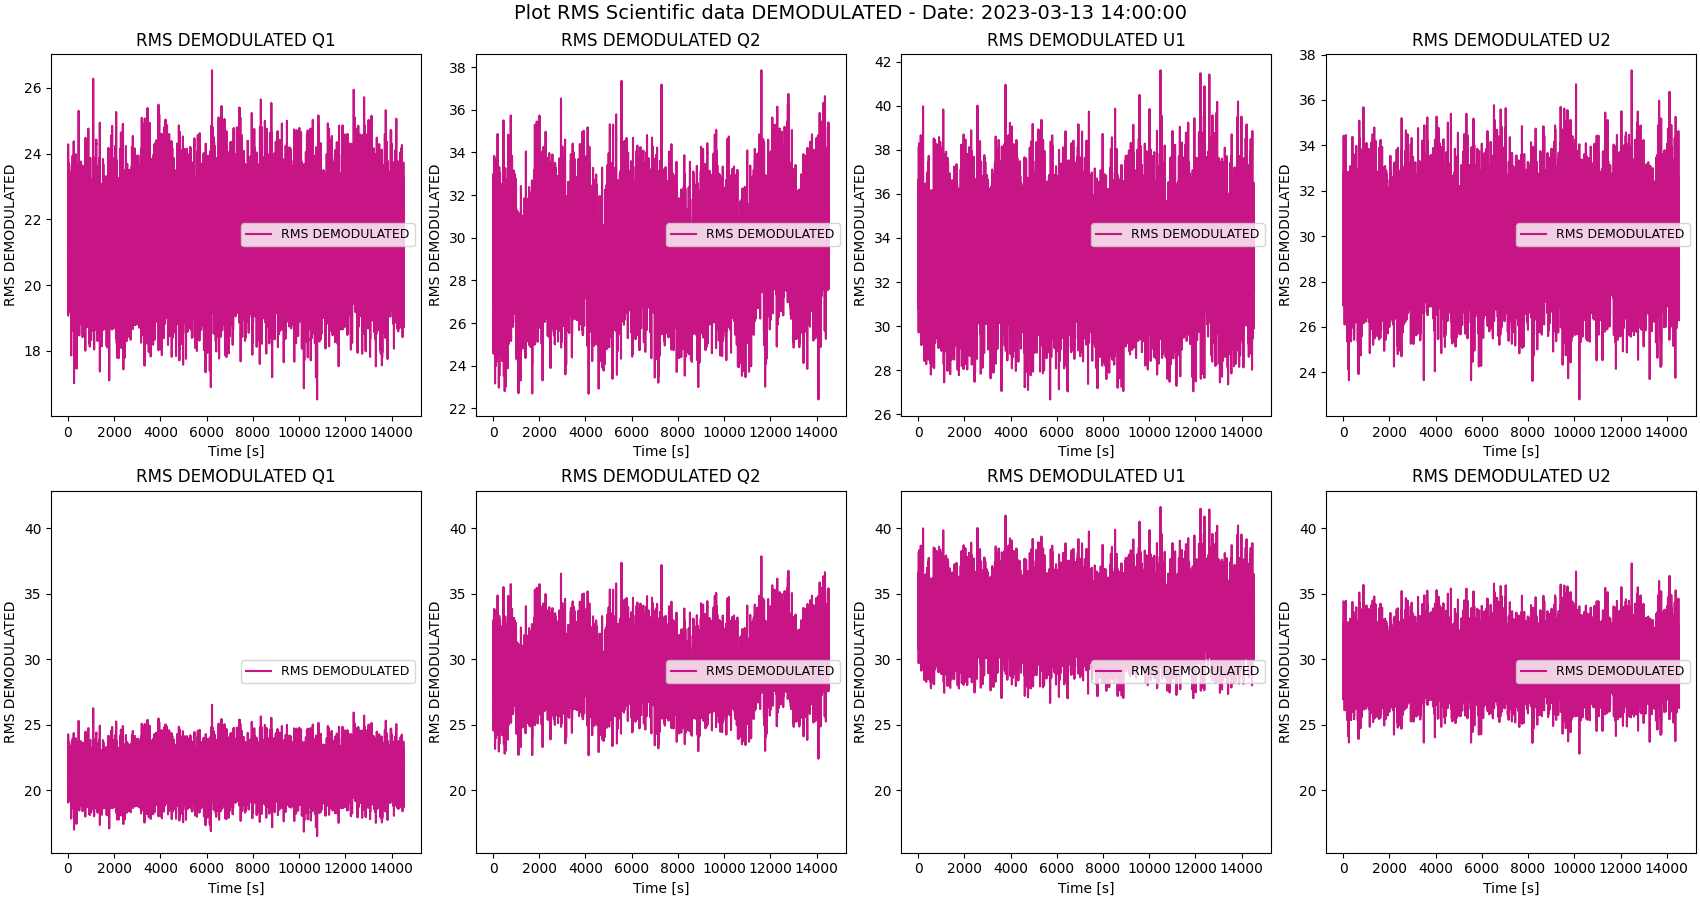 Plot RMS Scientific data DEMODULATED - Date: 2023-03-13 14:00:00
RMS DEMODULATED Q1
RMS DEMODULATED
26
24
22
20
18
RMS DEMODULATED
0 2000 4000 6000 8000 10000 12000 14000
Time [s]
RMS DEMODULATED Q2
RMS DEMODULATED
38
36
34
32
30
28
26
24
22
RMS DEMODULATED
0 2000 4000 6000 8000 10000 12000 14000
Time [s]
RMS DEMODULATED U1
RMS DEMODULATED
42
40
38
36
34
32
30
28
26
RMS DEMODULATED
0 2000 4000 6000 8000 10000 12000 14000
Time [s]
RMS DEMODULATED U2
RMS DEMODULATED
38
36
34
32
30
28
26
24
RMS DEMODULATED
0 2000 4000 6000 8000 10000 12000 14000
Time [s]
RMS DEMODULATED Q1
RMS DEMODULATED
40
35
30
25
20
RMS DEMODULATED
0 2000 4000 6000 8000 10000 12000 14000
Time [s]
RMS DEMODULATED Q2
RMS DEMODULATED
40
35
30
25
20
RMS DEMODULATED
0 2000 4000 6000 8000 10000 12000 14000
Time [s]
RMS DEMODULATED U1
RMS DEMODULATED
40
35
30
25
20
RMS DEMODULATED
0 2000 4000 6000 8000 10000 12000 14000
Time [s]
RMS DEMODULATED U2
RMS DEMODULATED
40
35
30
25
20
RMS DEMODULATED
0 2000 4000 6000 8000 10000 12000 14000
Time [s]